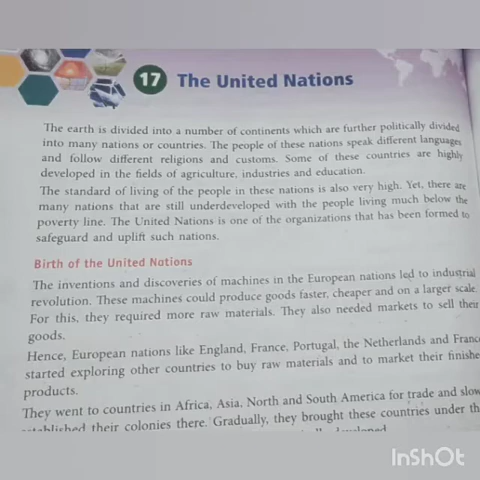 17 The United Nations
The earth is divided into a number of continents which are further politically divided
into many nations or countries. The people of these nations speak different languages
and follow different religions and customs. Some of these countries are highly
developed in the fields of agriculture, industries and education.
The standard of living of the people in these nations is also very high. Yet, there are
many nations that are still underdeveloped with the people living much below the
poverty line. The United Nations is one of the organizations that has been formed to
safeguard and uplift such nations.
Birth of the United Nations
The inventions and discoveries of machines in the European nations led to industrial
revolution. These machines could produce goods faster, cheaper and on a larger scale
For this, they required more raw materials. They also needed markets to sell their
goods.
Hence, European nations like England, France, Portugal, the Netherlands and Franc
started exploring other countries to buy raw materials and to market their finishe
products.
They went to countries in Africa, Asia, North and South America for trade and slow
established their colonies there. Gradually, they brought these countries under th
InShOt